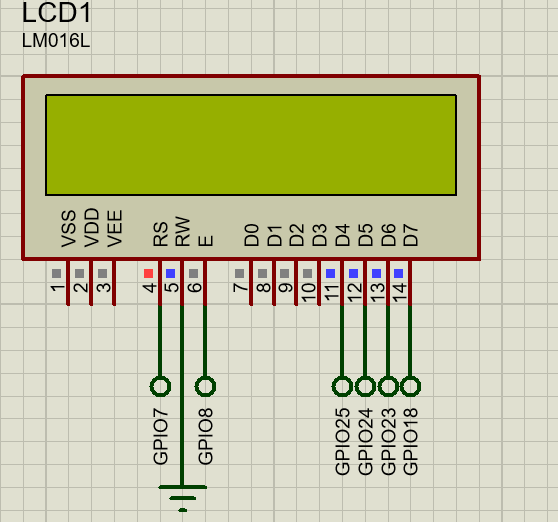 LCD1
LM016L
VSS
VDD
VEE
RS
RW
E
D0
D1
D2
D3
D4
D5
D6
D7
1
2
3
4
5
6
7
8
9
10
11
12
13
14
GPIO7
GPIO8
GPIO25
GPIO24
GPIO23
GPIO18